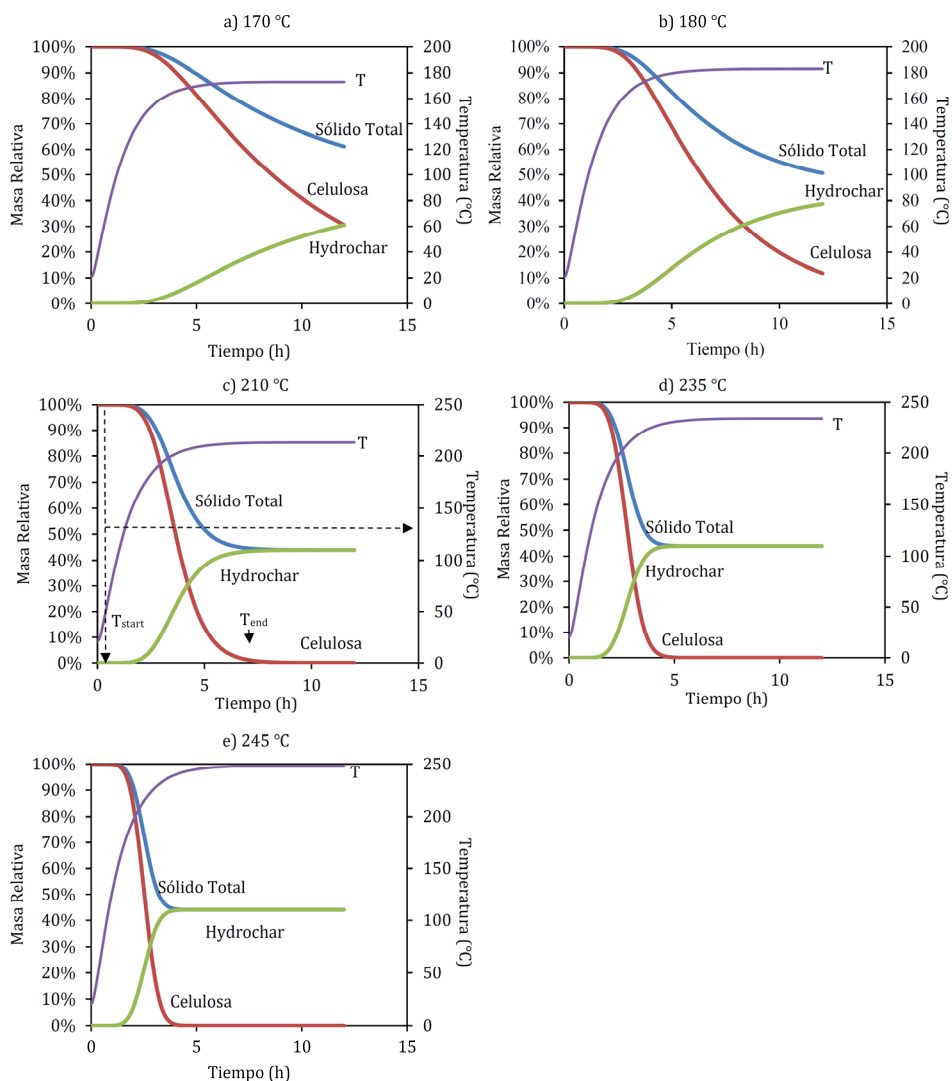 a) 170 °C
100%
90%
80%
70%
60%
50%
40%
30%
20%
10%
0%
Masa Relativa
200
180
160
140
120
100
80
60
40
20
0
Temperatura (°C)
T
Sólido Total
Celulosa
Hydrochar
0 5 10 15
Tiempo (h)
b) 180 °C
100%
90%
80%
70%
60%
50%
40%
30%
20%
10%
0%
Masa Relativa
200
180
160
140
120
100
80
60
40
20
0
Temperatura (°C)
T
Sólido Total
Hydrochar
Celulosa
0 5 10 15
Tiempo (h)
c) 210 °C
100%
90%
80%
70%
60%
50%
40%
30%
20%
10%
0%
Masa Relativa
250
200
150
100
50
0
Temperatura (°C)
T
Sólido Total
Hydrochar
Tstart
Tend
Celulosa
0 5 10 15
Tiempo (h)
d) 235 °C
100%
90%
80%
70%
60%
50%
40%
30%
20%
10%
0%
Masa Relativa
250
200
150
100
50
0
Temperatura (°C)
T
Sólido Total
Hydrochar
Celulosa
0 5 10 15
Tiempo (h)
e) 245 °C
100%
90%
80%
70%
60%
50%
40%
30%
20%
10%
0%
Masa Relativa
250
200
150
100
50
0
Temperatura (°C)
T
Sólido Total
Hydrochar
Celulosa
0 5 10 15
Tiempo (h)